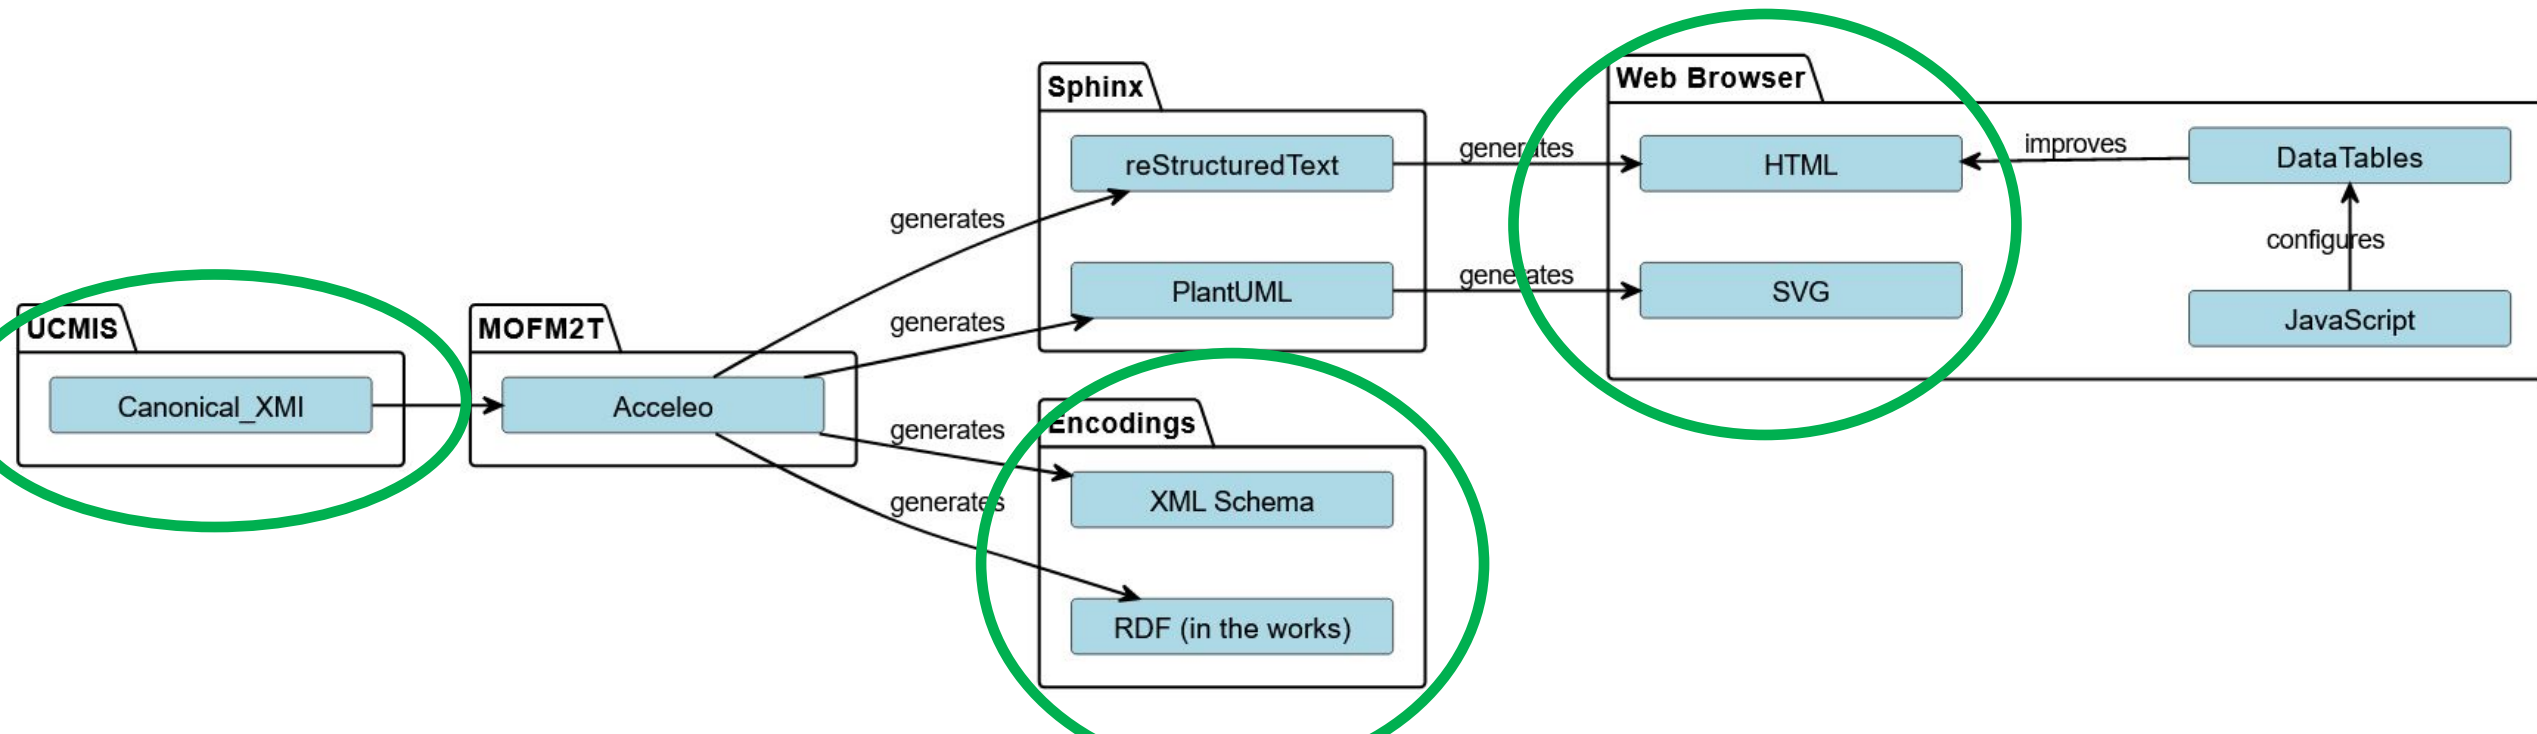 UCMIS
Canonical_XMI
MOFM2T
Acceleo
generates
generates
generates
generates
Sphinx
reStructuredText
PlantUML
Encodings
XML Schema
RDF (in the works)
generates
generates
Web Browser
HTML
SVG
improves
DataTables
configures
JavaScript